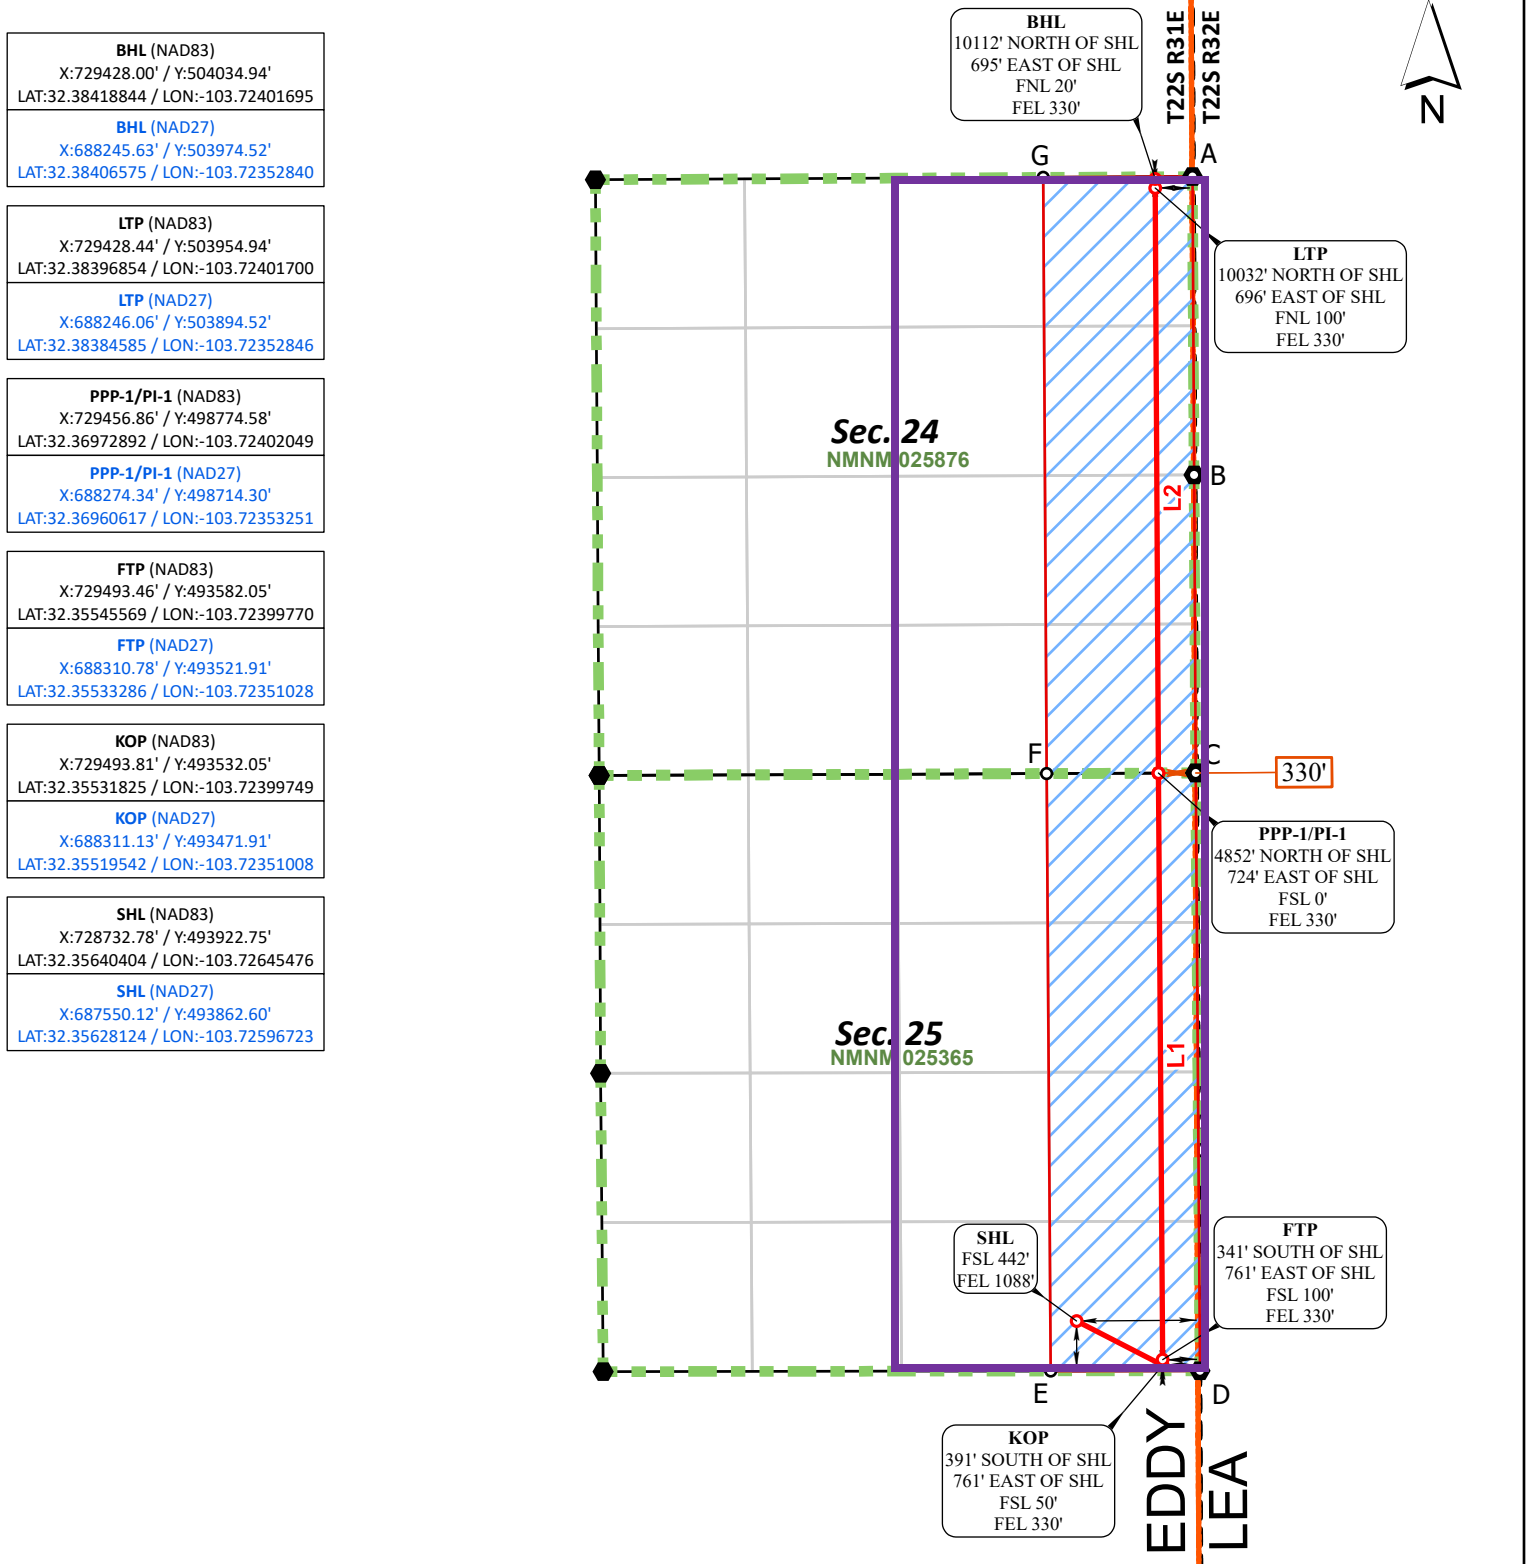 BHL (NAD83)
X:729428.00' / Y:504034.94'
LAT:32.38418844 / LON:-103.72401695
BHL (NAD27)
X:688245.63' / Y:503974.52'
LAT:32.38406575 / LON:-103.72352840
LTP (NAD83)
X:729428.44' / Y:503954.94'
LAT:32.38396854 / LON:-103.72401700
LTP (NAD27)
X:688246.06' / Y:503894.52'
LAT:32.38384585 / LON:-103.72352846
PPP-1/PI-1 (NAD83)
X:729456.86' / Y:498774.58'
LAT:32.36972892 / LON:-103.72402049
PPP-1/PI-1 (NAD27)
X:688274.34' / Y:498714.30'
LAT:32.36960617 / LON:-103.72353251
FTP (NAD83)
X:729493.46' / Y:493582.05'
LAT:32.35545569 / LON:-103.72399770
FTP (NAD27)
X:688310.78' / Y:493521.91'
LAT:32.35533286 / LON:-103.72351028
KOP (NAD83)
X:729493.81' / Y:493532.05'
LAT:32.35531825 / LON:-103.72399749
KOP (NAD27)
X:688311.13' / Y:493471.91'
LAT:32.35519542 / LON:-103.72351008
SHL (NAD83)
X:728732.78' / Y:493922.75'
LAT:32.35640404 / LON:-103.72645476
SHL (NAD27)
X:687550.12' / Y:493862.60'
LAT:32.35628124 / LON:-103.72596723
BHL
10112' NORTH OF SHL
695' EAST OF SHL
FNL 20'
FEL 330'
T22S R31E
T22S R32E
N
G
A
LTP
10032' NORTH OF SHL
696' EAST OF SHL
FNL 100'
FEL 330'
Sec. 24
NMNM 025876
B
L2
F
C
330'
PPP-1/PI-1
4852' NORTH OF SHL
724' EAST OF SHL
FSL 0'
FEL 330'
Sec. 25
NMNM 025365
L1
SHL
FSL 442'
FEL 1088'
FTP
341' SOUTH OF SHL
761' EAST OF SHL
FSL 100'
FEL 330'
E
D
KOP
391' SOUTH OF SHL
761' EAST OF SHL
FSL 50'
FEL 330'
EDDY
LEA